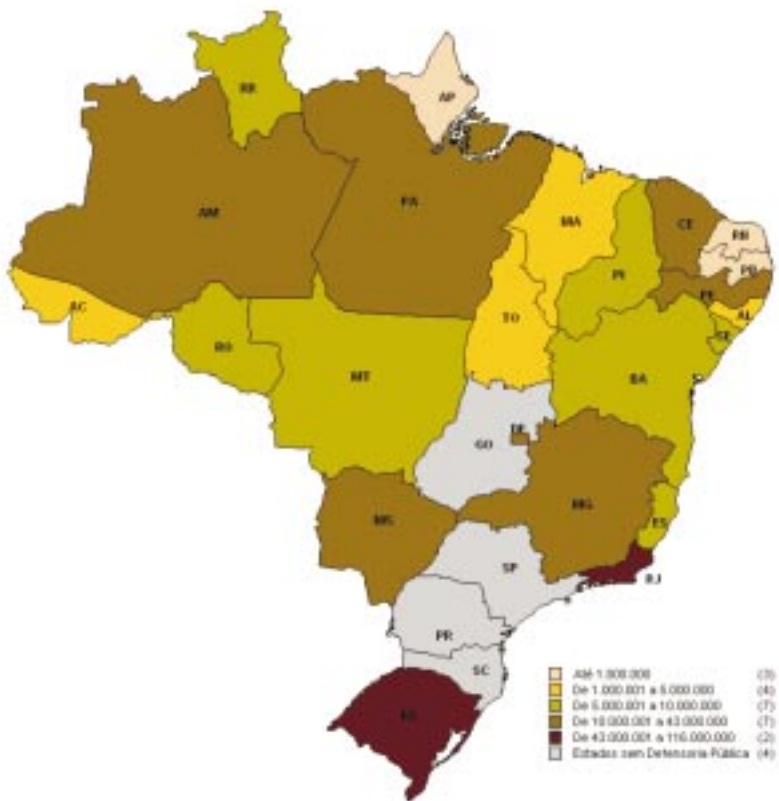 RR
AP
AM
PA
MA
CE
RN
PB
PI
PE
AC
AL
TO
SE
RO
MT
BA
DF
GO
MG
MS
ES
SP
RJ
PR
SC
RS
Até 1.000.000 (3)
De 1.000.001 a 5.000.000 (4)
De 5.000.001 a 10.000.000 (7)
De 10.000.001 a 43.000.000 (7)
De 43.000.001 a 116.000.000 (2)
Estados sem Defensoria Pública (4)